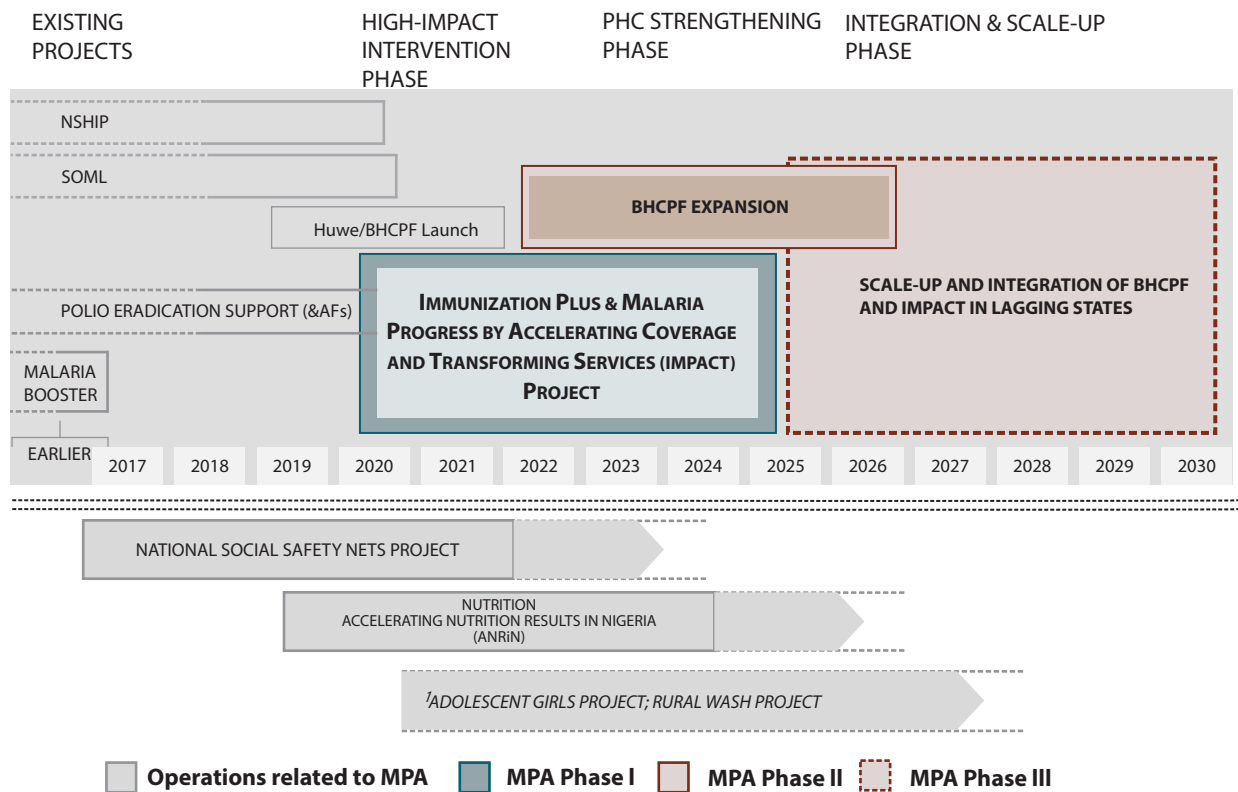 EXISTING
PROJECTS
HIGH-IMPACT
INTERVENTION
PHASE
PHC STRENGTHENING
PHASE
INTEGRATION & SCALE-UP
PHASE
NSHIP
SOML
Huwe/BHCPF Launch
BHCPF EXPANSION
POLIO ERADICATION SUPPORT (&AFs)
IMMUNIZATION PLUS & MALARIA
PROGRESS BY ACCELERATING COVERAGE
AND TRANSFORMING SERVICES (IMPACT)
PROJECT
SCALE-UP AND INTEGRATION OF BHCPF
AND IMPACT IN LAGGING STATES
MALARIA
BOOSTER
EARLIER
2017 2018 2019 2020 2021 2022 2023 2024 2025 2026 2027 2028 2029 2030
NATIONAL SOCIAL SAFETY NETS PROJECT
NUTRITION
ACCELERATING NUTRITION RESULTS IN NIGERIA
(ANRiN)
¹ADOLESCENT GIRLS PROJECT; RURAL WASH PROJECT
Operations related to MPA MPA Phase I MPA Phase II MPA Phase III